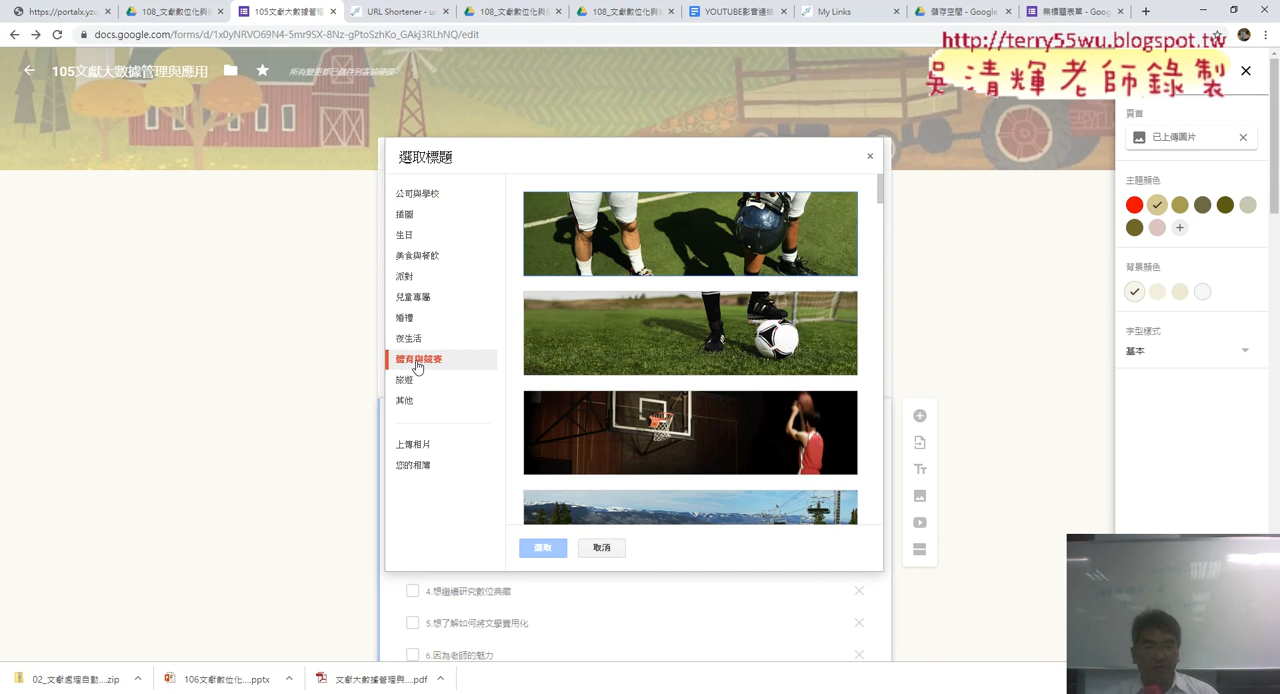 https://portalx.yzu.
108_文獻數位化與
105文獻大數據管理
URL Shortener - u
108_文獻數位化與
108_文獻數位化與
YOUTUBE影音連結
My Links
儲存空間 - Google
無標題表單 - Goog
docs.google.com/forms/d/1x0yNRVO69N4-5mr9SX-8Nz-gPtoSzhKo_GAkj3RLhNQ/edit
http://terry55wu.blogspot.tw
吳清輝老師錄製
105文獻大數據管理與應用
所有變更都已儲存到雲端硬碟
頁首
已上傳圖片
主題顏色
背景顏色
字型樣式
基本
選取標題
公司與學校
插圖
生日
美食與餐飲
派對
兒童專屬
婚禮
夜生活
體育與競賽
旅遊
其他
上傳相片
您的相簿
選取
取消
Tт
4.想繼續研究數位典藏
5.想了解如何將文學實用化
6.因為老師的魅力
02_文獻處理自動....zip
106文獻數位化....pptx
文獻大數據管理與....pdf